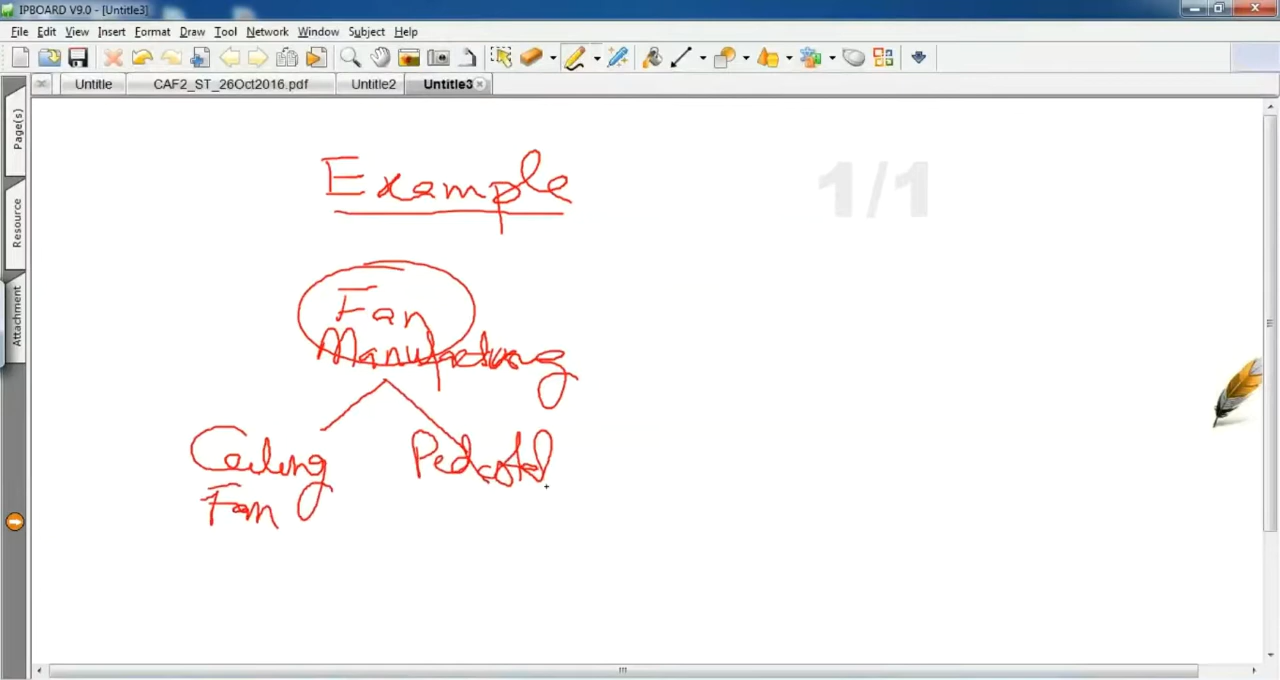 IPBOARD V9.0 - [Untitle3]
File Edit View Insert Format Draw Tool Network Window Subject Help
Untitle CAF2_ST_26Oct2016.pdf Untitle2 Untitle3
Page(s)
Resource
Attachment
1/1
Example
Fan
Manufacturing
Ceiling Pedestal
Fan